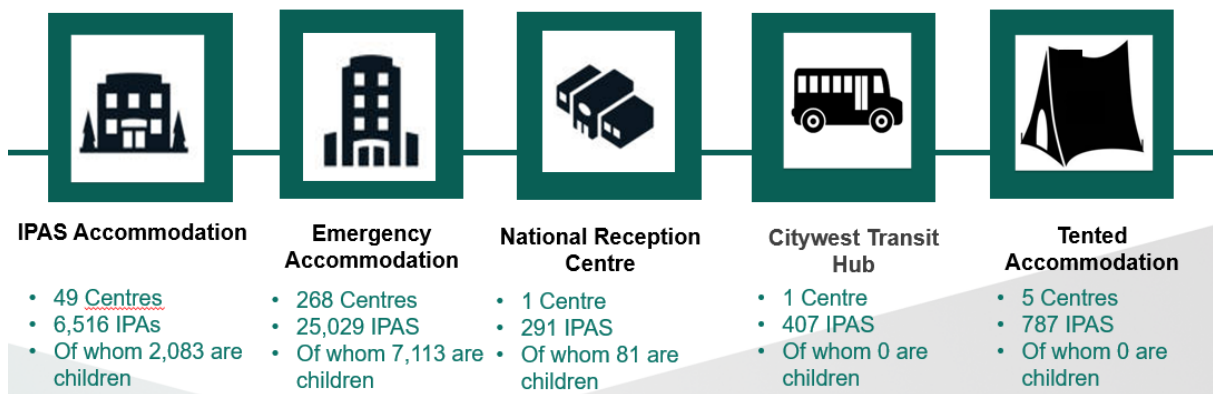 IPAS Accommodation
• 49 Centres
• 6,516 IPAs
• Of whom 2,083 are
children
Emergency
Accommodation
• 268 Centres
• 25,029 IPAS
• Of whom 7,113 are
children
National Reception
Centre
• 1 Centre
• 291 IPAS
• Of whom 81 are
children
Citywest Transit
Hub
• 1 Centre
• 407 IPAS
• Of whom 0 are
children
Tented
Accommodation
• 5 Centres
• 787 IPAS
• Of whom 0 are
children